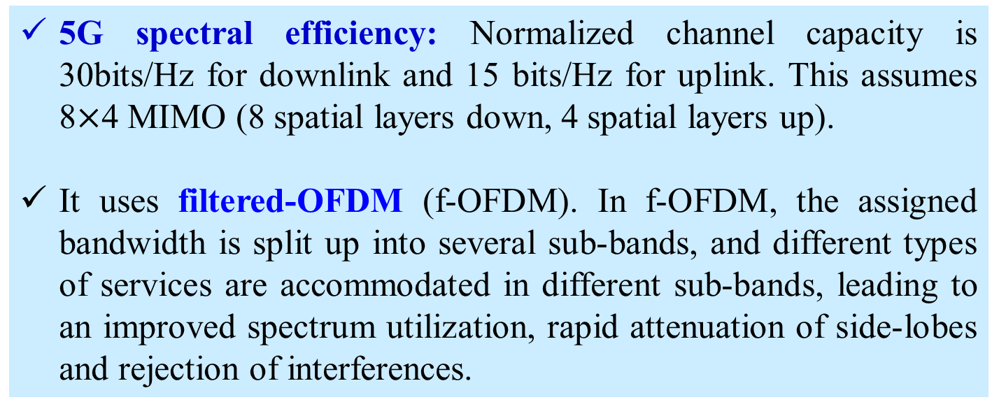 ✓ 5G spectral efficiency: Normalized channel capacity is
30bits/Hz for downlink and 15 bits/Hz for uplink. This assumes
8×4 MIMO (8 spatial layers down, 4 spatial layers up).
✓ It uses filtered-OFDM (f-OFDM). In f-OFDM, the assigned
bandwidth is split up into several sub-bands, and different types
of services are accommodated in different sub-bands, leading to
an improved spectrum utilization, rapid attenuation of side-lobes
and rejection of interferences.